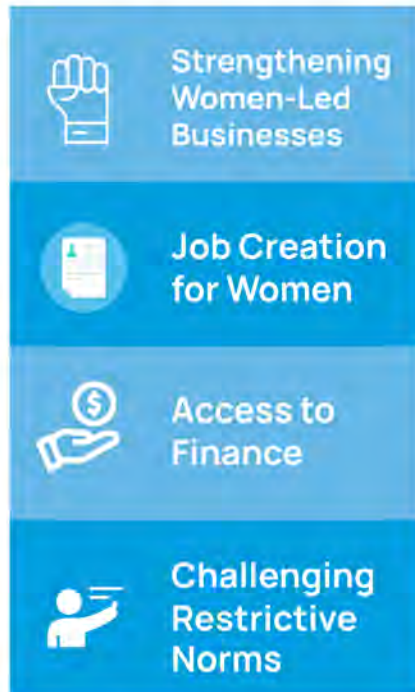 Strengthening
Women-Led
Businesses
Job Creation
for Women
Access to
Finance
Challenging
Restrictive
Norms